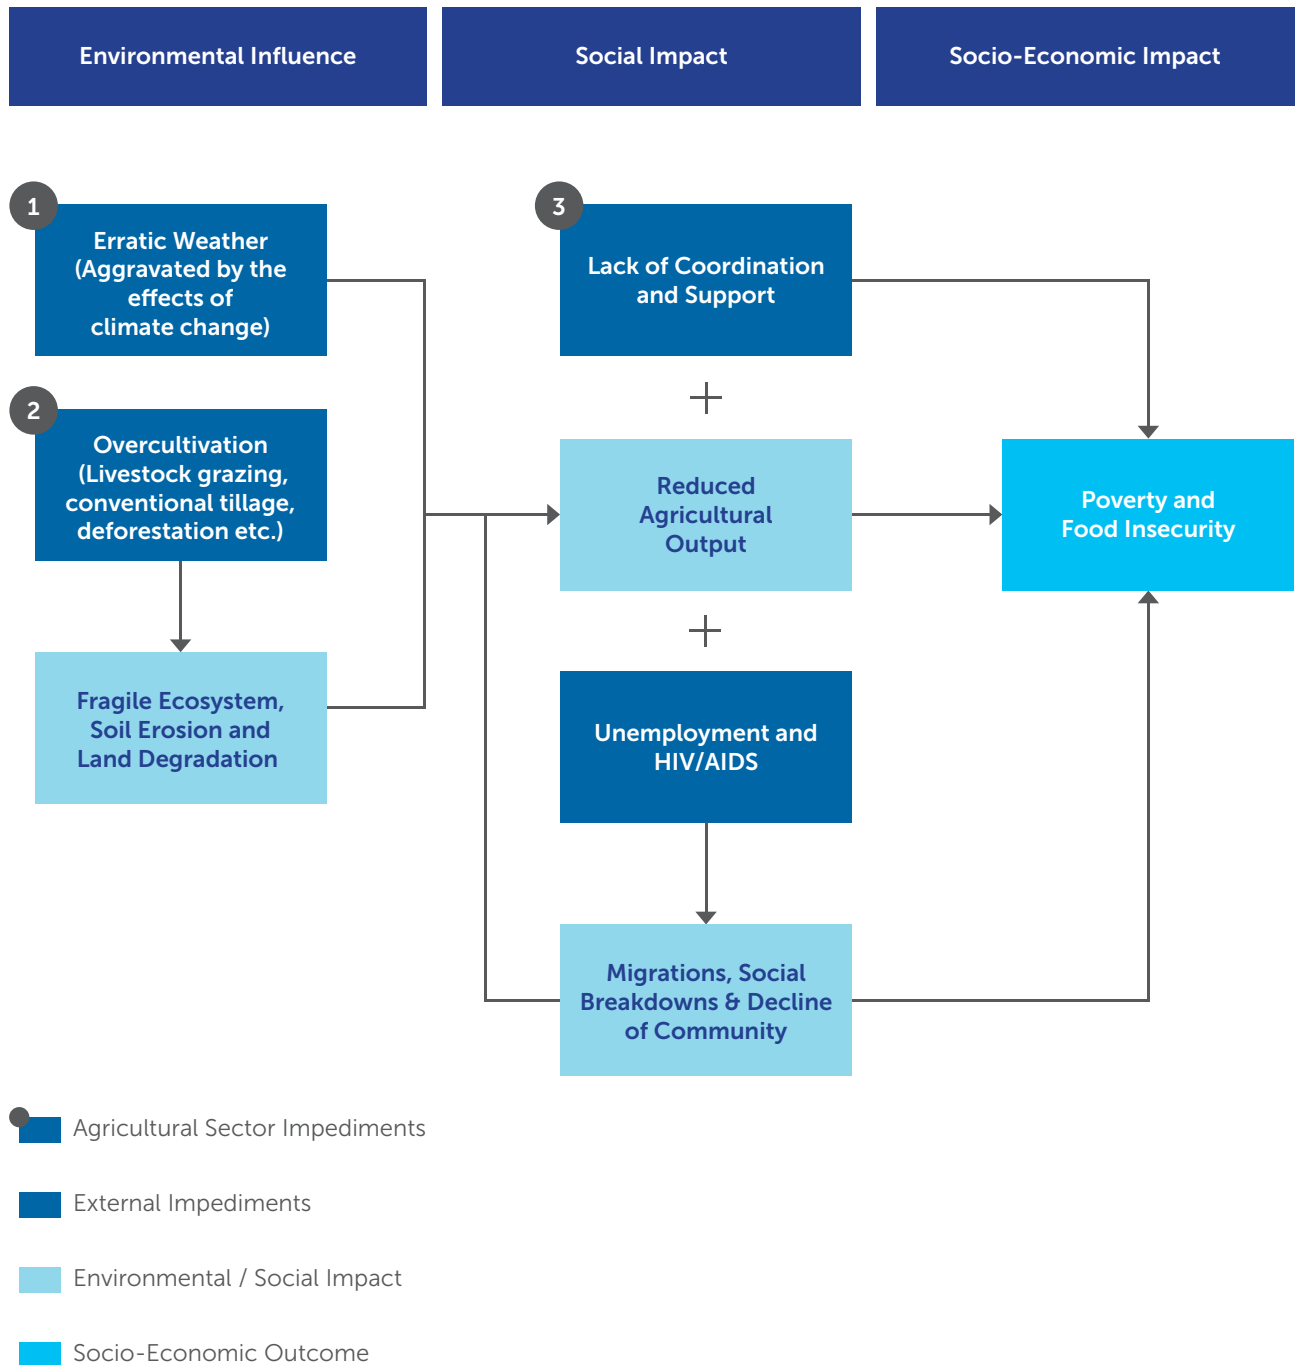 Environmental Influence
Social Impact
Socio-Economic Impact
1
Erratic Weather
(Aggravated by the
effects of
climate change)
2
Overcultivation
(Livestock grazing,
conventional tillage,
deforestation etc.)
Fragile Ecosystem,
Soil Erosion and
Land Degradation
3
Lack of Coordination
and Support
+
Reduced
Agricultural
Output
+
Unemployment and
HIV/AIDS
Migrations, Social
Breakdowns & Decline
of Community
Poverty and
Food Insecurity
Agricultural Sector Impediments
External Impediments
Environmental / Social Impact
Socio-Economic Outcome